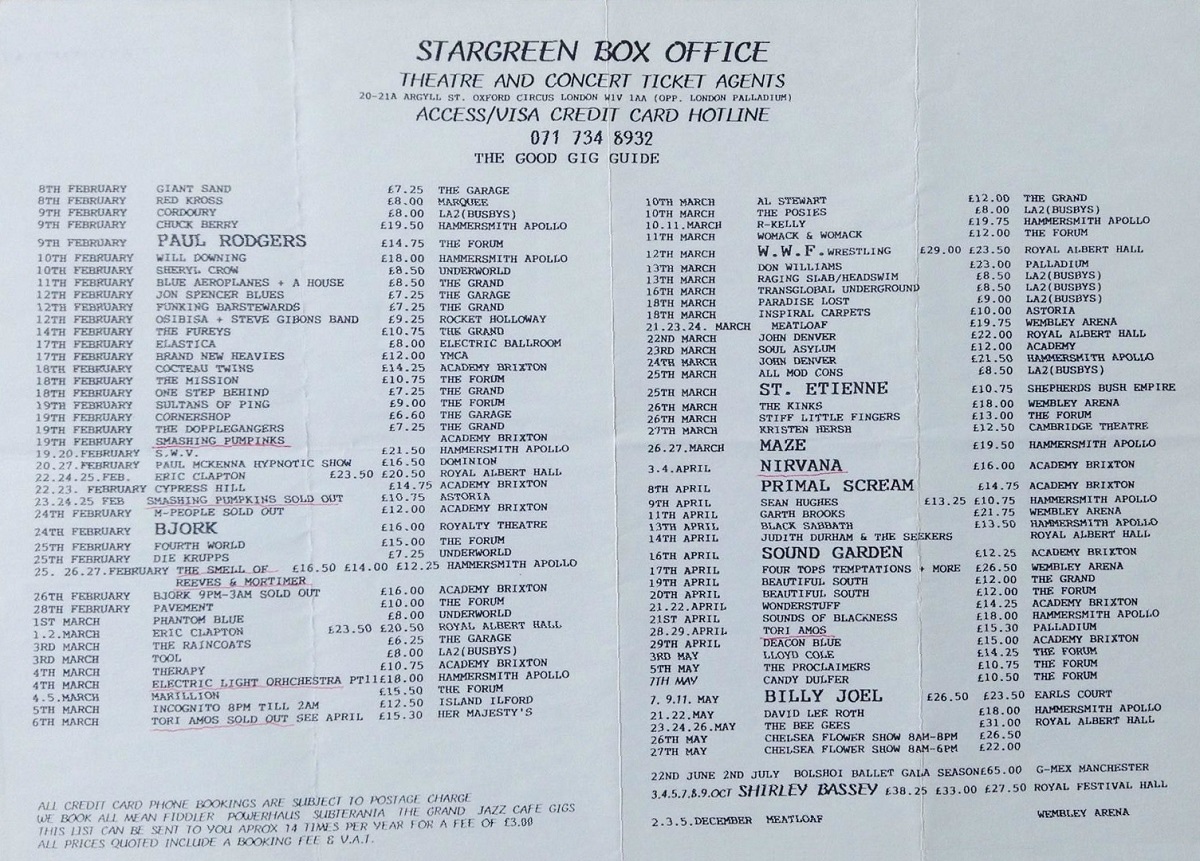 STARGREEN BOX OFFICE
THEATRE AND CONCERT TICKET AGENTS
20-21A ARGYLL ST. OXFORD CIRCUS LONDON W1V 1AA (OPP. LONDON PALLADIUM)
ACCESS/VISA CREDIT CARD HOTLINE
071 734 8932
THE GOOD GIG GUIDE
8TH FEBRUARY GIANT SAND £7.25 THE GARAGE
8TH FEBRUARY RED KROSS £8.00 MARQUEE
9TH FEBRUARY CORDOURY £8.00 LA2(BUSBYS)
9TH FEBRUARY CHUCK BERRY £19.50 HAMMERSMITH APOLLO
9TH FEBRUARY PAUL RODGERS £14.75 THE FORUM
10TH FEBRUARY WILL DOWNING £18.00 HAMMERSMITH APOLLO
10TH FEBRUARY SHERYL CROW £8.50 UNDERWORLD
11TH FEBRUARY BLUE AEROPLANES + A HOUSE £8.50 THE GRAND
12TH FEBRUARY JON SPENCER BLUES £7.25 THE GARAGE
12TH FEBRUARY FUNKING BARSTEWARDS £7.25 THE GRAND
12TH FEBRUARY OSIBISA + STEVE GIBONS BAND £9.25 ROCKET HOLLOWAY
14TH FEBRUARY THE FUREYS £10.75 THE GRAND
17TH FEBRUARY ELASTICA £8.00 ELECTRIC BALLROOM
17TH FEBRUARY BRAND NEW HEAVIES £12.00 YMCA
18TH FEBRUARY COCTEAU TWINS £14.25 ACADEMY BRIXTON
18TH FEBRUARY THE MISSION £10.75 THE FORUM
18TH FEBRUARY ONE STEP BEHIND £7.25 THE GRAND
19TH FEBRUARY SULTANS OF PING £9.00 THE FORUM
19TH FEBRUARY CORNERSHOP £6.60 THE GARAGE
19TH FEBRUARY THE DOPPLEGANGERS £7.25 THE GRAND
19TH FEBRUARY SMASHING PUMPINKS ACADEMY BRIXTON
19.20.FEBRUARY S.W.V. £21.50 HAMMERSMITH APOLLO
20.27.FEBRUARY PAUL MCKENNA HYPNOTIC SHOW £16.50 DOMINION
22.24.25.FEB. ERIC CLAPTON £23.50 £20.50 ROYAL ALBERT HALL
22.23. FEBRUARY CYPRESS HILL £14.75 ACADEMY BRIXTON
23.24.25 FEB SMASHING PUMPKINS SOLD OUT £10.75 ASTORIA
24TH FEBRUARY M-PEOPLE SOLD OUT £12.00 ACADEMY BRIXTON
24TH FEBRUARY BJORK £16.00 ROYALTY THEATRE
25TH FEBRUARY FOURTH WORLD £15.00 THE FORUM
25TH FEBRUARY DIE KRUPPS £7.25 UNDERWORLD
25. 26.27.FEBRUARY THE SMELL OF £16.50 £14.00 £12.25 HAMMERSMITH APOLLO
REEVES & MORTIMER
26TH FEBRUARY BJORK 9PM-3AM SOLD OUT £16.00 ACADEMY BRIXTON
28TH FEBRUARY PAVEMENT £10.00 THE FORUM
1ST MARCH PHANTOM BLUE £8.00 UNDERWORLD
1.2.MARCH ERIC CLAPTON £23.50 £20.50 ROYAL ALBERT HALL
3RD MARCH THE RAINCOATS £6.25 THE GARAGE
3RD MARCH TOOL £8.00 LA2(BUSBYS)
4TH MARCH THERAPY £10.75 ACADEMY BRIXTON
4TH MARCH ELECTRIC LIGHT ORHCHESTRA PT11 £18.00 HAMMERSMITH APOLLO
4.5.MARCH MARILLION £15.50 THE FORUM
5TH MARCH INCOGNITO 8PM TILL 2AM £12.50 ISLAND ILFORD
6TH MARCH TORI AMOS SOLD OUT SEE APRIL £15.30 HER MAJESTY'S
ALL CREDIT CARD PHONE BOOKINGS ARE SUBJECT TO POSTAGE CHARGE
WE BOOK ALL MEAN FIDDLER POWERHAUS SUBTERANIA THE GRAND JAZZ CAFE GIGS
THIS LIST CAN BE SENT TO YOU APROX 14 TIMES PER YEAR FOR A FEE OF £3.00
ALL PRICES QUOTED INCLUDE A BOOKING FEE & V.A.T.
10TH MARCH AL STEWART £12.00 THE GRAND
10TH MARCH THE POSIES £8.00 LA2(BUSBYS)
10.11.MARCH R-KELLY £19.75 HAMMERSMITH APOLLO
11TH MARCH WOMACK & WOMACK £12.00 THE FORUM
12TH MARCH W.W.F. WRESTLING £29.00 £23.50 ROYAL ALBERT HALL
13TH MARCH DON WILLIAMS £23.00 PALLADIUM
13TH MARCH RAGING SLAB/HEADSWIM £8.50 LA2(BUSBYS)
16TH MARCH TRANSGLOBAL UNDERGROUND £8.50 LA2(BUSBYS)
18TH MARCH PARADISE LOST £9.00 LA2(BUSBYS)
18TH MARCH INSPIRAL CARPETS £10.00 ASTORIA
21.23.24. MARCH MEATLOAF £19.75 WEMBLEY ARENA
22ND MARCH JOHN DENVER £22.00 ROYAL ALBERT HALL
23RD MARCH SOUL ASYLUM £12.00 ACADEMY
24TH MARCH JOHN DENVER £21.50 HAMMERSMITH APOLLO
25TH MARCH ALL MOD CONS £8.50 LA2(BUSBYS)
25TH MARCH ST. ETIENNE £10.75 SHEPHERDS BUSH EMPIRE
26TH MARCH THE KINKS £18.00 WEMBLEY ARENA
26TH MARCH STIFF LITTLE FINGERS £13.00 THE FORUM
27TH MARCH KRISTEN HERSH £12.50 CAMBRIDGE THEATRE
26.27.MARCH MAZE £19.50 HAMMERSMITH APOLLO
3.4.APRIL NIRVANA £16.00 ACADEMY BRIXTON
8TH APRIL PRIMAL SCREAM £14.75 ACADEMY BRIXTON
9TH APRIL SEAN HUGHES £13.25 £10.75 HAMMERSMITH APOLLO
11TH APRIL GARTH BROOKS £21.75 WEMBLEY ARENA
13TH APRIL BLACK SABBATH £13.50 HAMMERSMITH APOLLO
14TH APRIL JUDITH DURHAM & THE SEEKERS ROYAL ALBERT HALL
16TH APRIL SOUND GARDEN £12.25 ACADEMY BRIXTON
17TH APRIL FOUR TOPS TEMPTATIONS + MORE £26.50 WEMBLEY ARENA
19TH APRIL BEAUTIFUL SOUTH £12.00 THE GRAND
20TH APRIL BEAUTIFUL SOUTH £12.00 THE FORUM
21.22.APRIL WONDERSTUFF £14.25 ACADEMY BRIXTON
21ST APRIL SOUNDS OF BLACKNESS £18.00 HAMMERSMITH APOLLO
28.29.APRIL TORI AMOS £15.30 PALLADIUM
29TH APRIL DEACON BLUE £15.00 ACADEMY BRIXTON
3RD MAY LLOYD COLE £14.25 THE FORUM
5TH MAY THE PROCLAIMERS £10.75 THE FORUM
7TH MAY CANDY DULFER £10.50 THE FORUM
7. 9.11. MAY BILLY JOEL £26.50 £23.50 EARLS COURT
21.22.MAY DAVID LEE ROTH £18.00 HAMMERSMITH APOLLO
23.24.26.MAY THE BEE GEES £31.00 ROYAL ALBERT HALL
26TH MAY CHELSEA FLOWER SHOW 8AM-8PM £26.50
27TH MAY CHELSEA FLOWER SHOW 8AM-6PM £22.00
22ND JUNE 2ND JULY BOLSHOI BALLET GALA SEASON £65.00 G-MEX MANCHESTER
3.4.5.7.8.9.OCT SHIRLEY BASSEY £38.25 £33.00 £27.50 ROYAL FESTIVAL HALL
2.3.5.DECEMBER MEATLOAF WEMBLEY ARENA